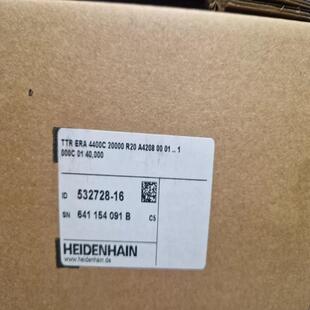 TTR ERA 4400C 20000 R20 A4208 00 01 .. 1
000C 01 40,000
ID 532728-16
SN 641 154 091 B C5
HEIDENHAIN
www.heidenhain.de